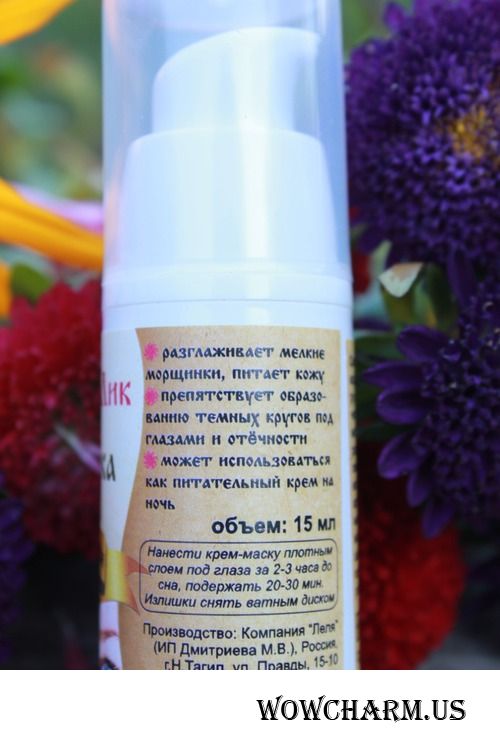 разглаживает мелкие
морщинки, питает кожу
препятствует образо-
ванию темных кругов под
глазами и отёчности
может использоваться
как питательный крем на
ночь
объем: 15 мл
Нанести крем-маску плотным
слоем под глаза за 2-3 часа до
сна, подержать 20-30 мин.
Излишки снять ватным диском
Производство: Компания "Леля"
(ИП Дмитриева М.В.), Россия,
г.Н Тагил, ул. Правды, 15-10
WOWCHARM.US